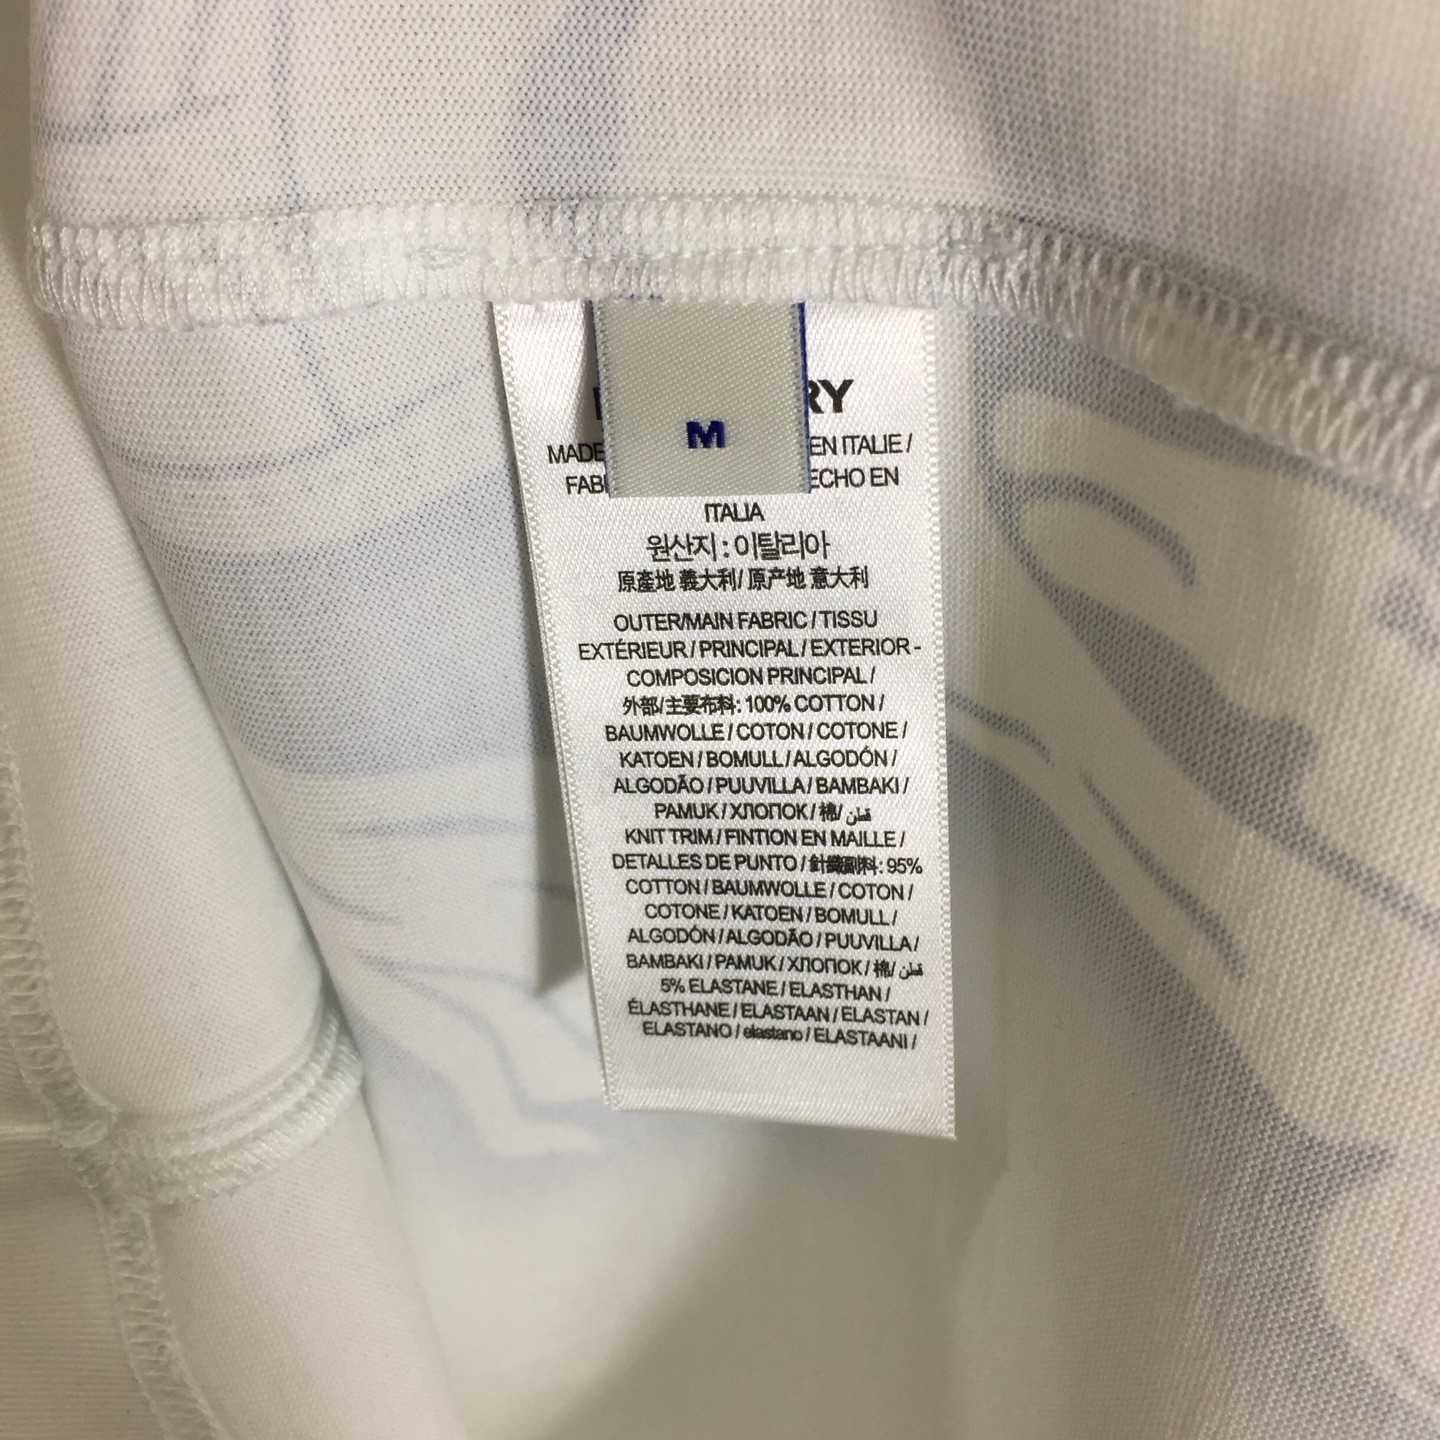 RY
M
MADE EN ITALIE /
FAB ECHO EN
ITALIA
원산지 : 이탈리아
原產地 義大利/ 原产地 意大利
OUTER/MAIN FABRIC / TISSU
EXTÉRIEUR / PRINCIPAL / EXTERIOR -
COMPOSICION PRINCIPAL /
外部/主要布料: 100% COTTON /
BAUMWOLLE / COTON / COTONE /
KATOEN / BOMULL / ALGODÓN /
ALGODÃO / PUUVILLA / BAMBAKI /
PAMUK / ХЛОПОК / 棉/ قطن
KNIT TRIM / FINTION EN MAILLE /
DETALLES DE PUNTO / 針織副料: 95%
COTTON / BAUMWOLLE / COTON /
COTONE / KATOEN / BOMULL /
ALGODÓN / ALGODÃO / PUUVILLA /
BAMBAKI / PAMUK / ХЛОПОК / 棉/ قطن
5% ELASTANE / ELASTHAN /
ÉLASTHANE / ELASTAAN / ELASTAN /
ELASTANO / elastano / ELASTAANI /